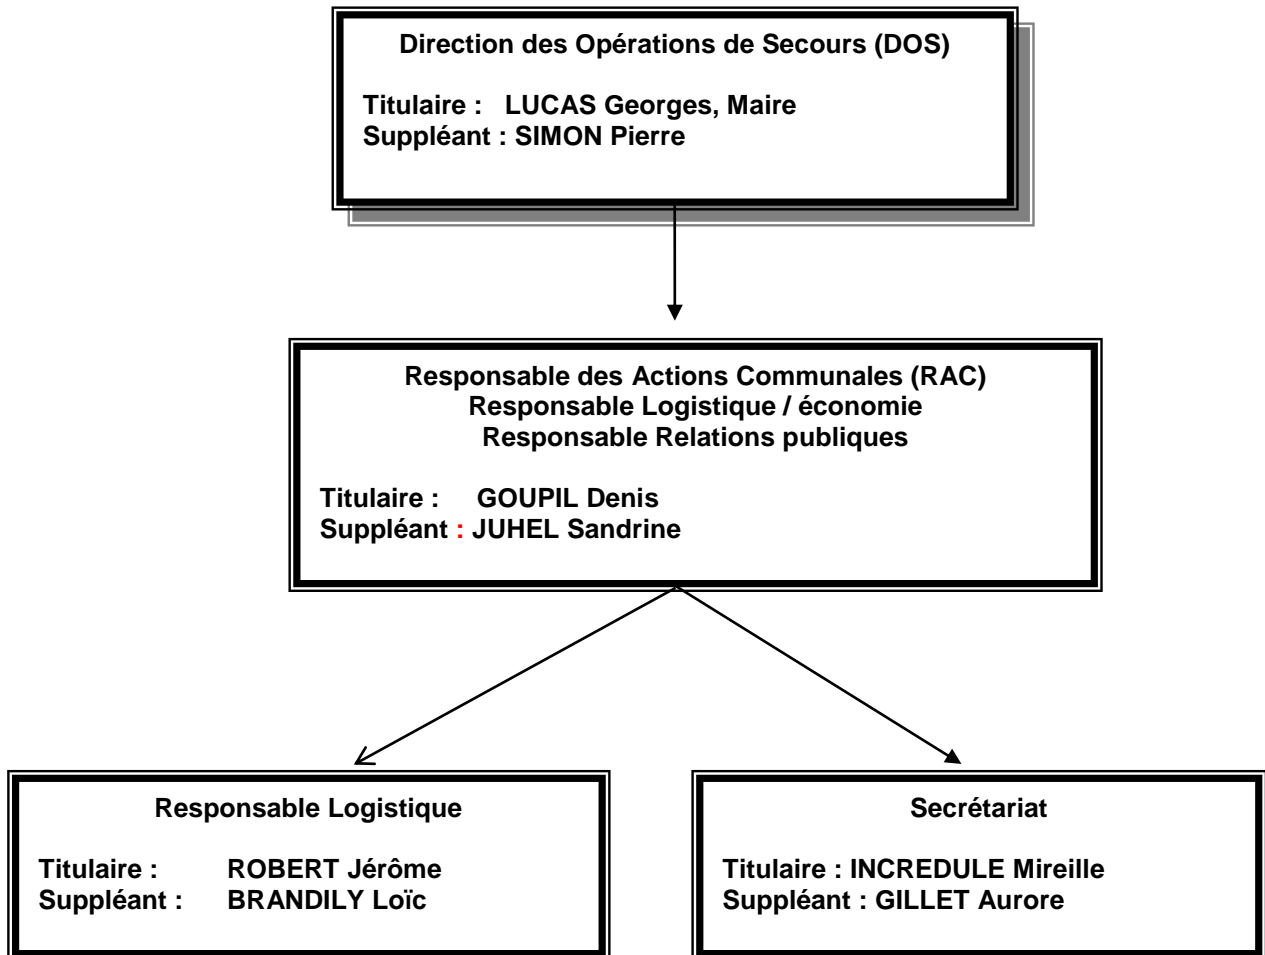 Direction des Opérations de Secours (DOS)
Titulaire : LUCAS Georges, Maire
Suppléant : SIMON Pierre
Responsable des Actions Communales (RAC)
Responsable Logistique / économie
Responsable Relations publiques
Titulaire : GOUPIL Denis
Suppléant : JUHEL Sandrine
Responsable Logistique
Titulaire : ROBERT Jérôme
Suppléant : BRANDILY Loïc
Secrétariat
Titulaire : INCREDULE Mireille
Suppléant : GILLET Aurore